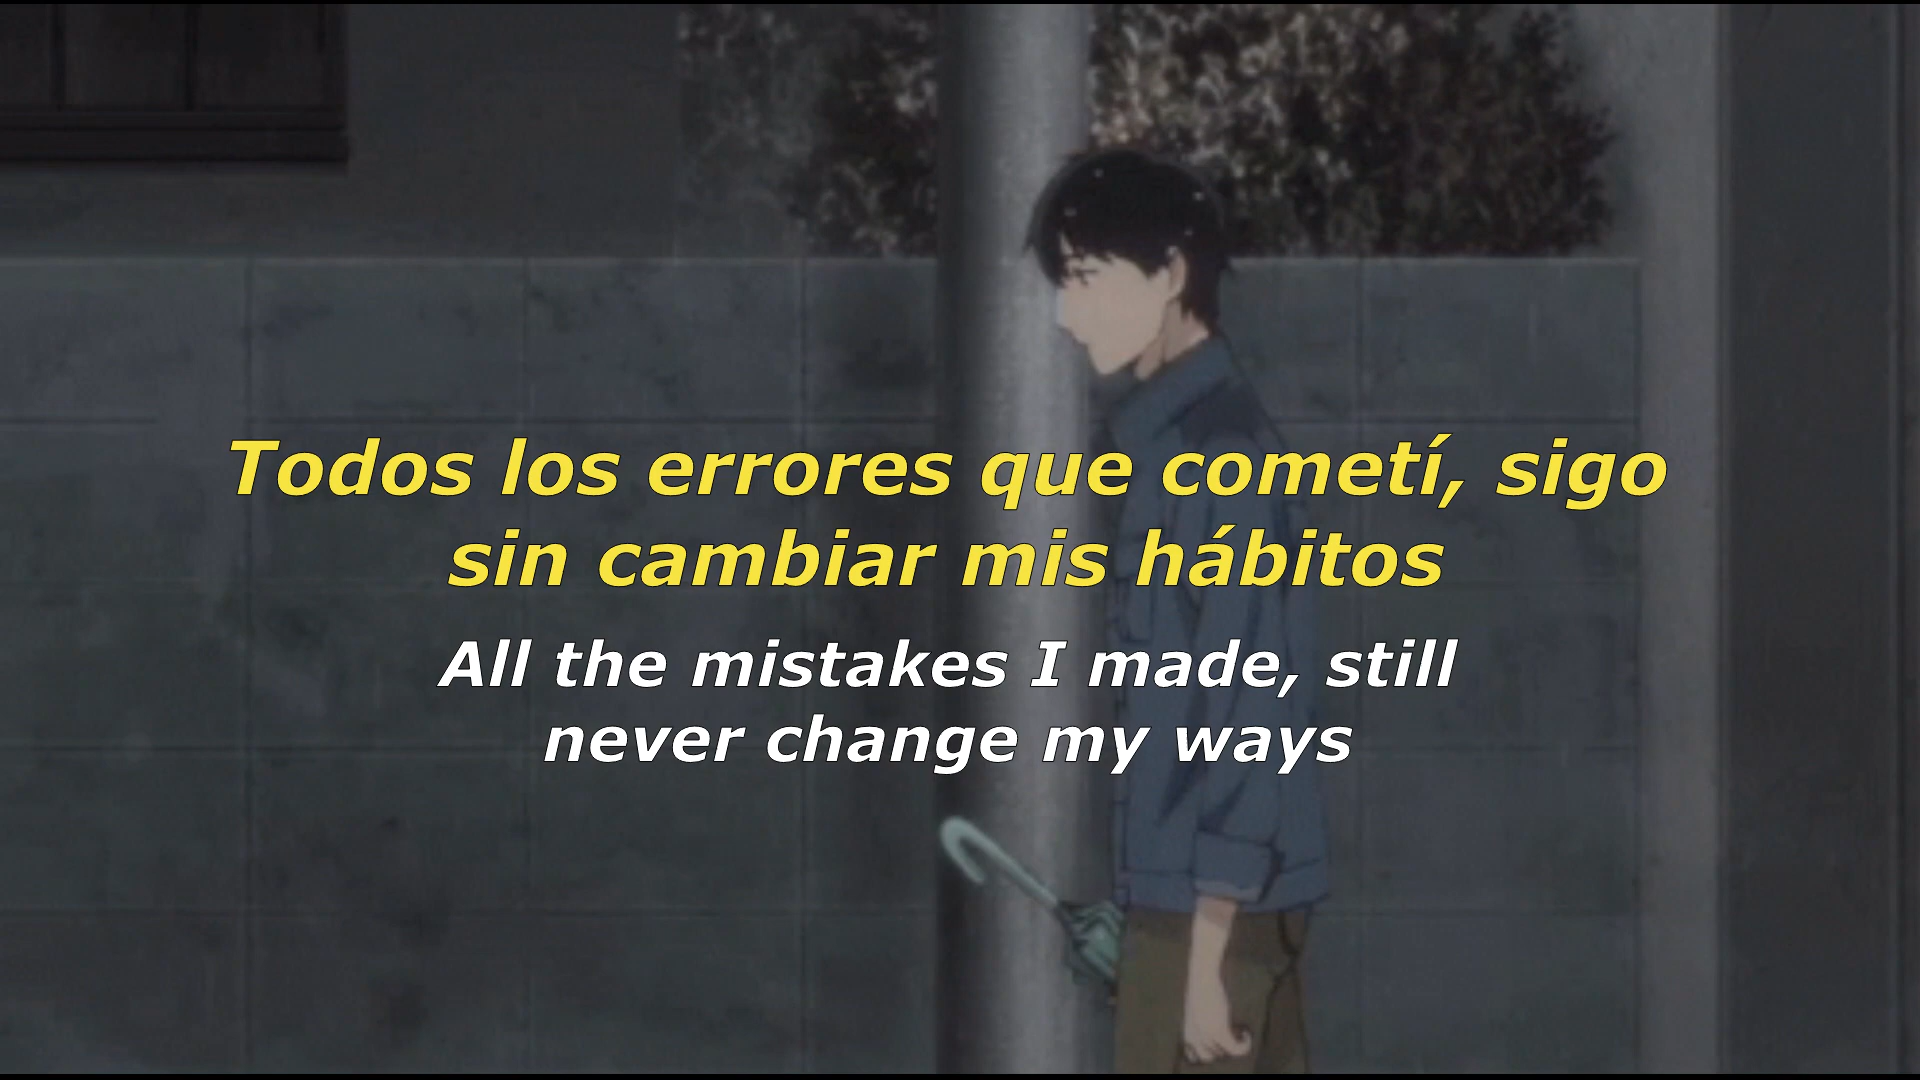 Todos los errores que cometí, sigo
sin cambiar mis hábitos
All the mistakes I made, still
never change my ways